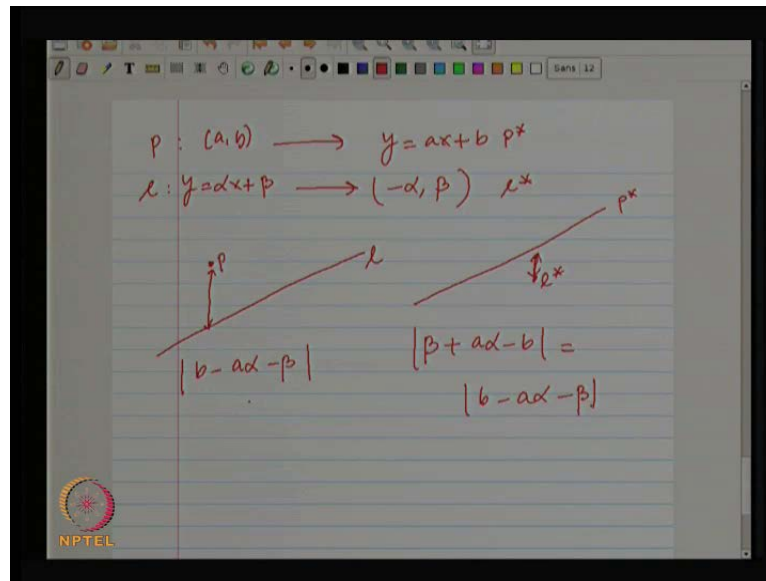 T Sans 12
p : (a, b) ⟶ y = ax + b p*
l : y = αx + β ⟶ (-α, β) l*
p l p*
l*
|b - aα - β| |β + aα - b| =
|b - aα - β|
NPTEL